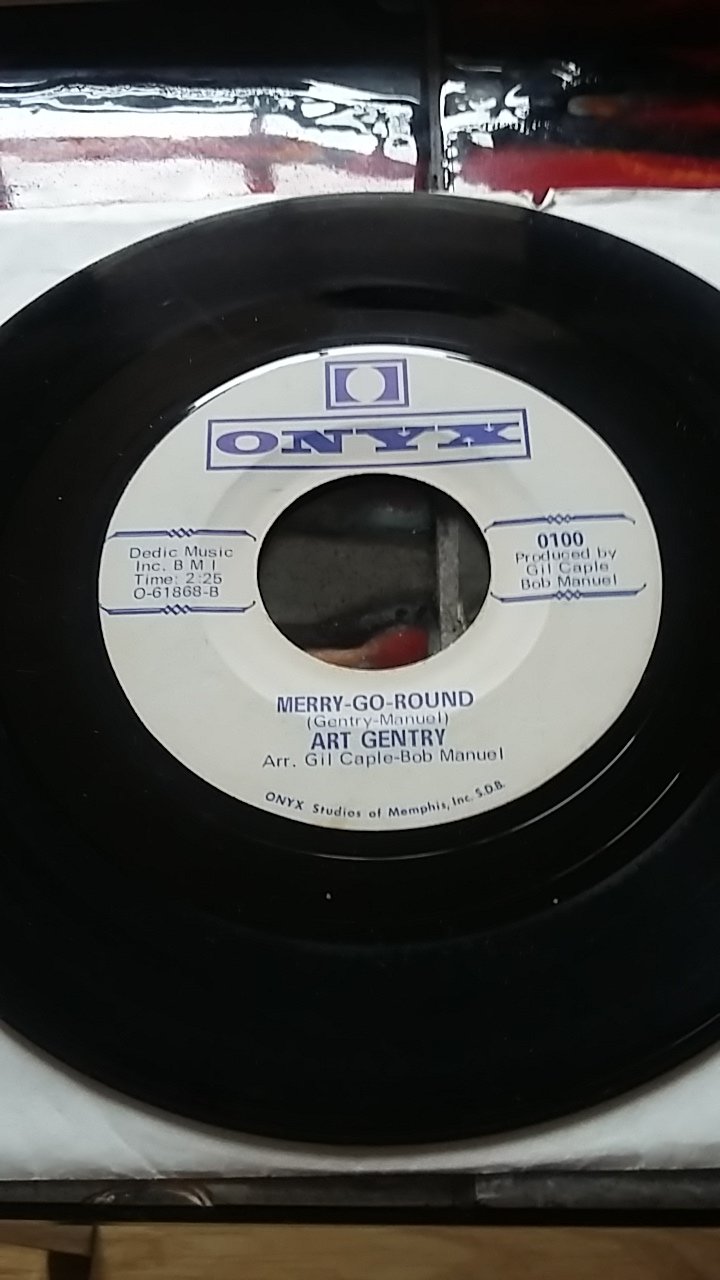 ONYX
Dedic Music
Inc. B M I
Time: 2:25
O-61868-B
0100
Produced by
Gil Caple
Bob Manuel
MERRY-GO-ROUND
(Gentry-Manuel)
ART GENTRY
Arr. Gil Caple-Bob Manuel
ONYX Studios of Memphis, Inc. S.D.B.